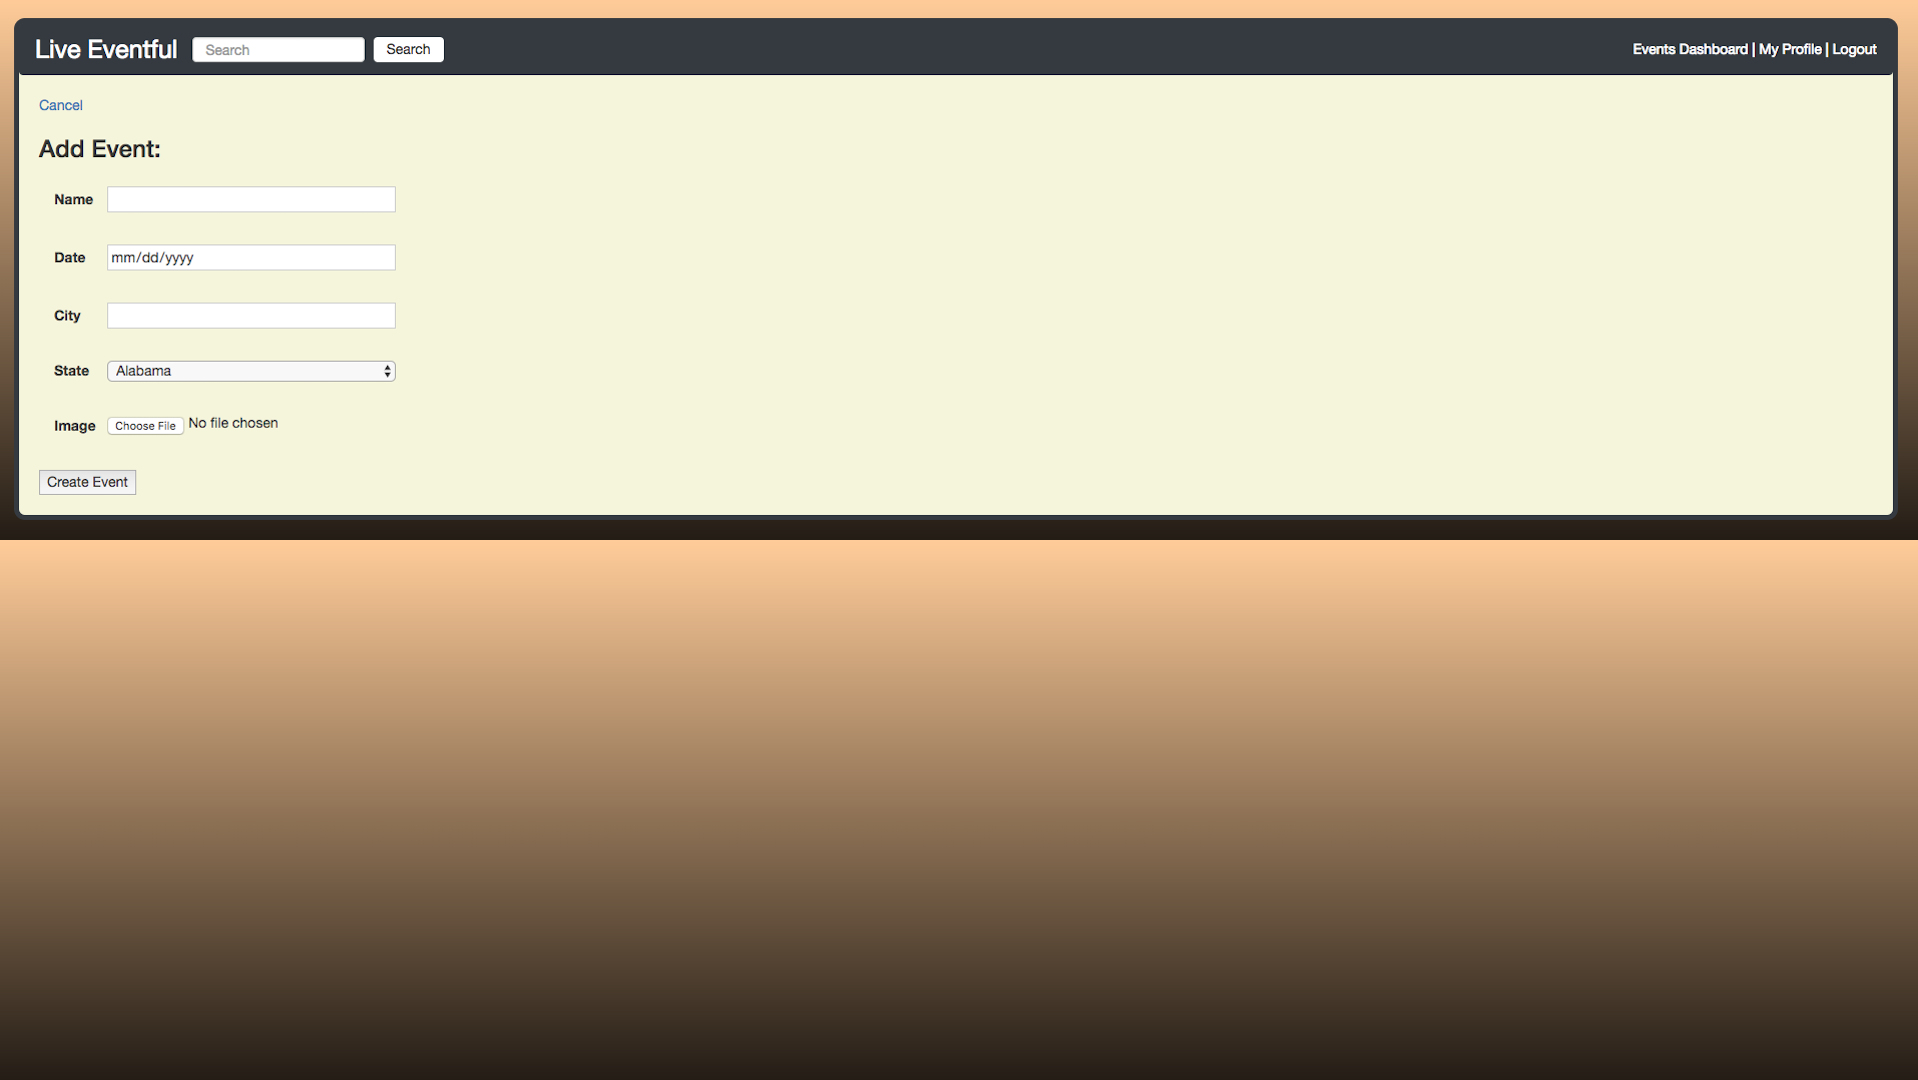 Live Eventful Search Search Events Dashboard | My Profile | Logout
Cancel
Add Event:
Name
Date mm/dd/yyyy
City
State Alabama
Image Choose File No file chosen
Create Event